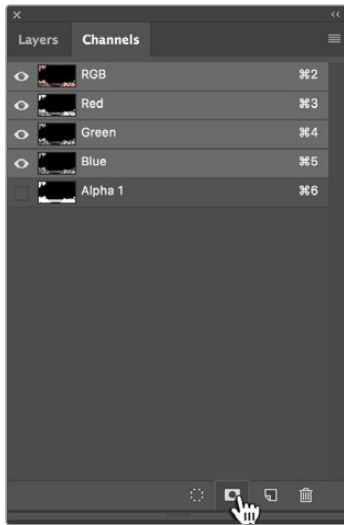 Layers Channels
RGB ⌘2
Red ⌘3
Green ⌘4
Blue ⌘5
Alpha 1 ⌘6